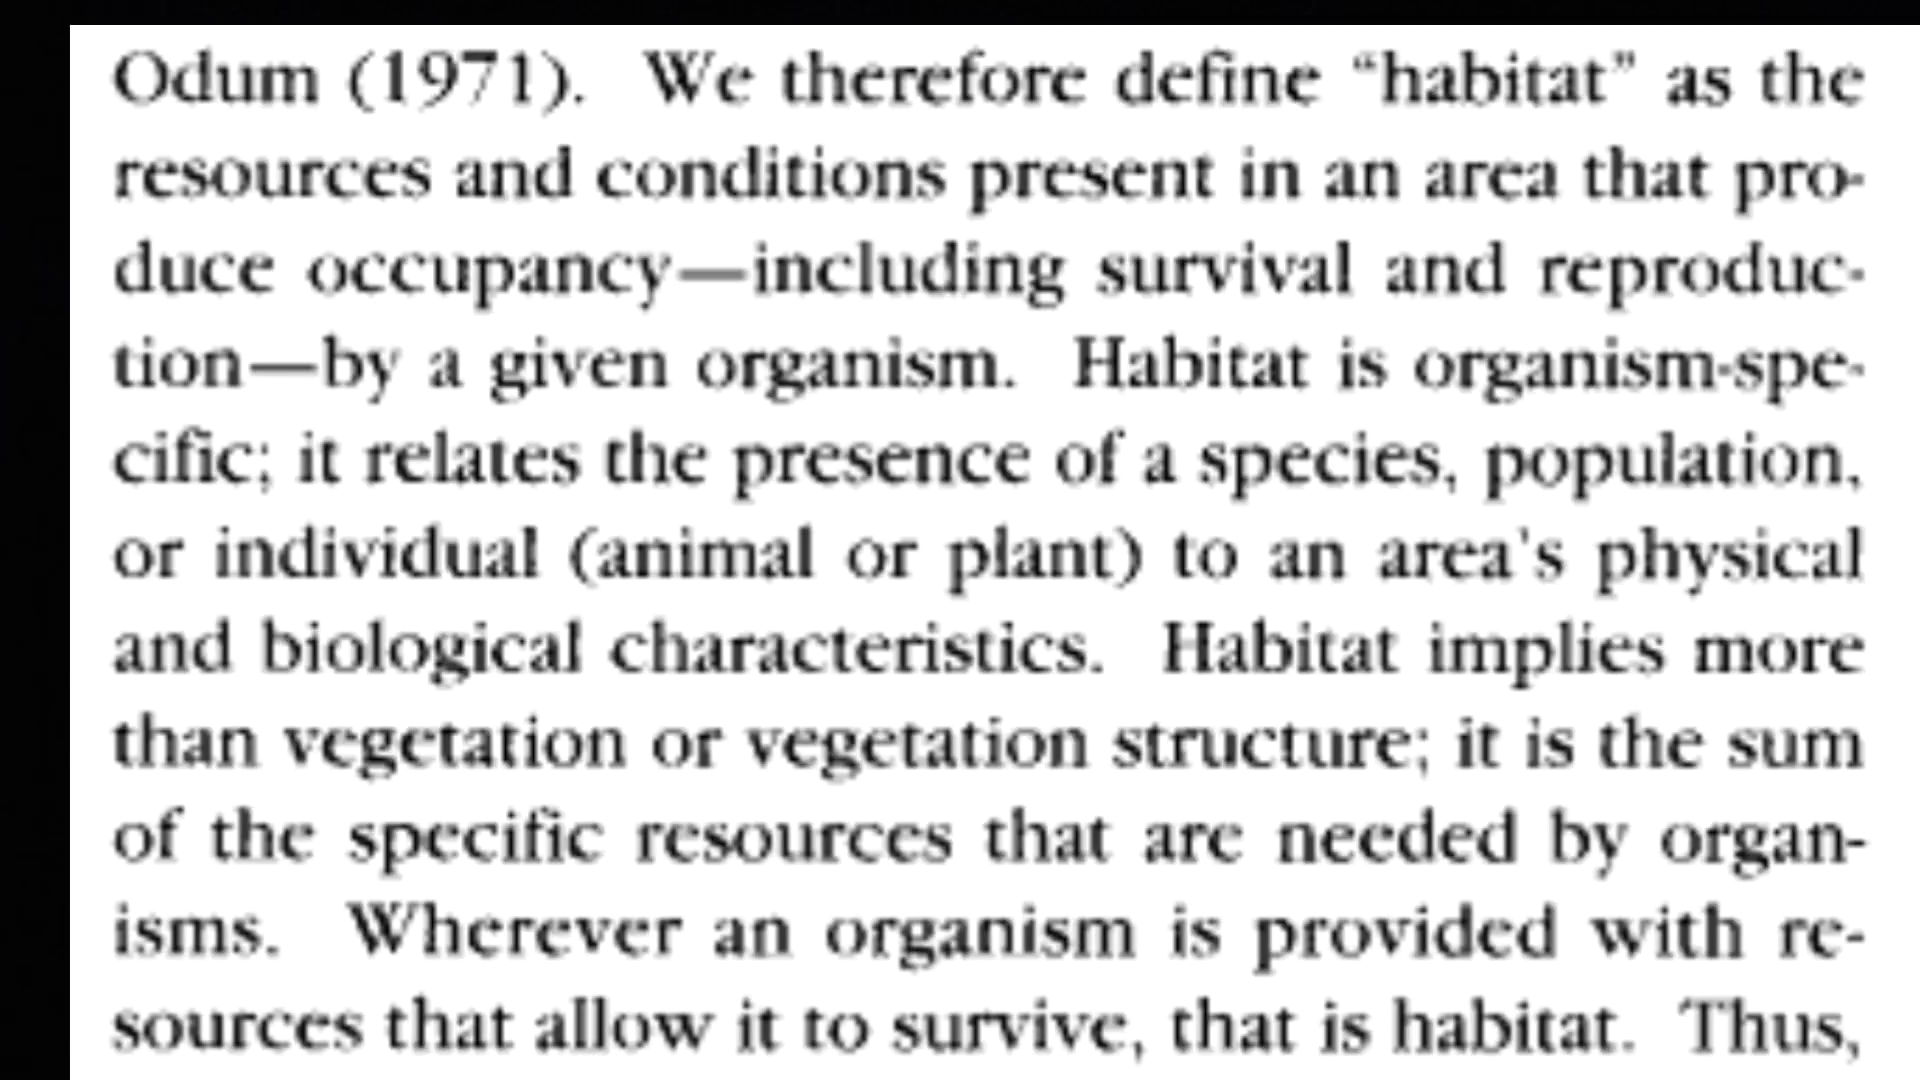 Odum (1971). We therefore define “habitat” as the
resources and conditions present in an area that pro-
duce occupancy—including survival and reproduc-
tion—by a given organism. Habitat is organism-spe-
cific; it relates the presence of a species, population,
or individual (animal or plant) to an area's physical
and biological characteristics. Habitat implies more
than vegetation or vegetation structure; it is the sum
of the specific resources that are needed by organ-
isms. Wherever an organism is provided with re-
sources that allow it to survive, that is habitat. Thus,